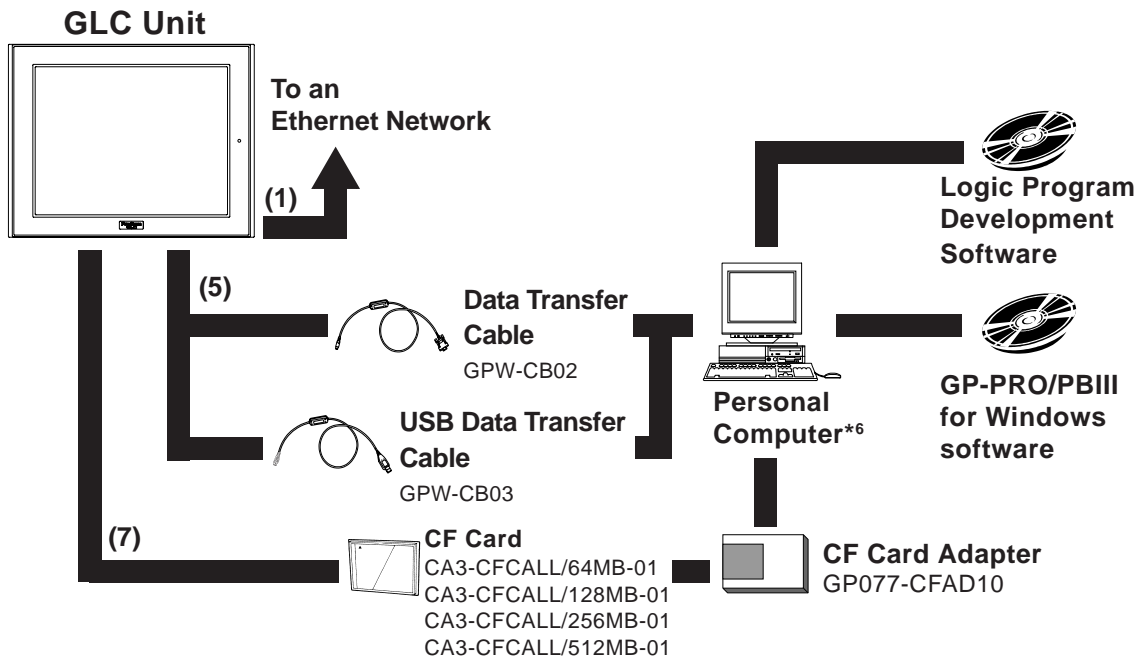 GLC Unit
To an
Ethernet Network
(1)
Logic Program
Development
Software
(5)
Data Transfer
Cable
GPW-CB02
GP-PRO/PBIII
for Windows
software
Personal
Computer*6
USB Data Transfer
Cable
GPW-CB03
(7)
CF Card
CA3-CFCALL/64MB-01
CA3-CFCALL/128MB-01
CA3-CFCALL/256MB-01
CA3-CFCALL/512MB-01
CF Card Adapter
GP077-CFAD10